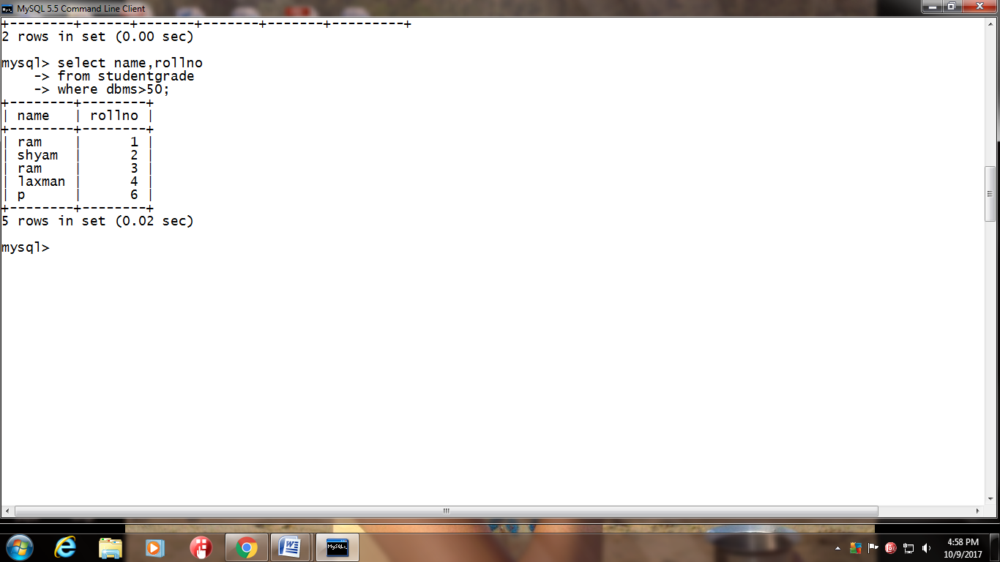 MySQL 5.5 Command Line Client
+--------+------+-------+-------+-------+---------+
2 rows in set (0.00 sec)
mysql> select name,rollno
    -> from studentgrade
    -> where dbms>50;
+--------+--------+
| name   | rollno |
+--------+--------+
| ram    |      1 |
| shyam  |      2 |
| ram    |      3 |
| laxman |      4 |
| p      |      6 |
+--------+--------+
5 rows in set (0.02 sec)
mysql>
4:58 PM
10/9/2017